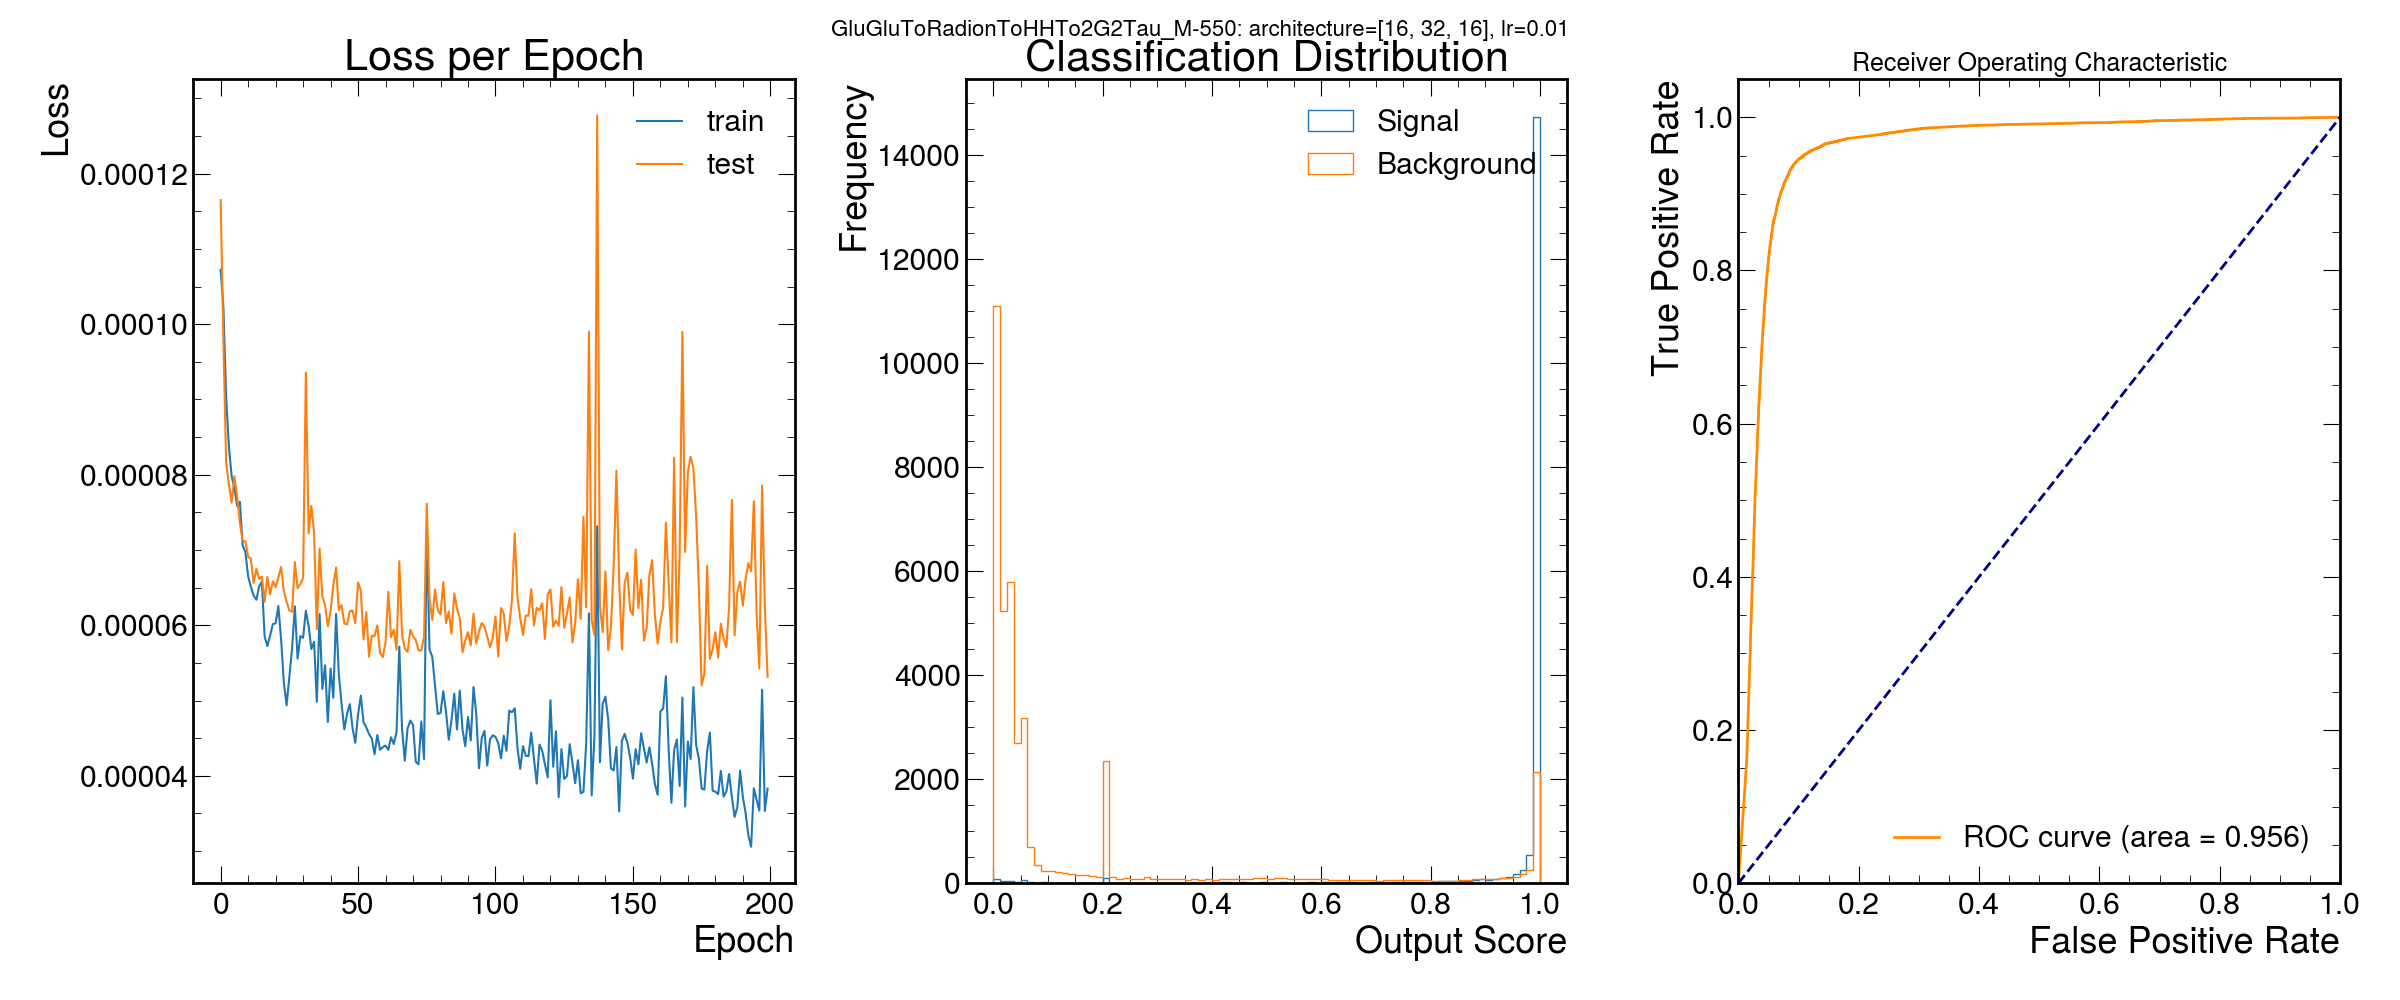 GluGluToRadionToHHTo2G2Tau_M-550: architecture=[16, 32, 16], lr=0.01
Loss per Epoch
Loss
train
test
0.00012
0.00010
0.00008
0.00006
0.00004
0 50 100 150 200
Epoch
Classification Distribution
Frequency
Signal
Background
14000
12000
10000
8000
6000
4000
2000
0
0.0 0.2 0.4 0.6 0.8 1.0
Output Score
Receiver Operating Characteristic
True Positive Rate
1.0
0.8
0.6
0.4
0.2
0.0
ROC curve (area = 0.956)
0.0 0.2 0.4 0.6 0.8 1.0
False Positive Rate